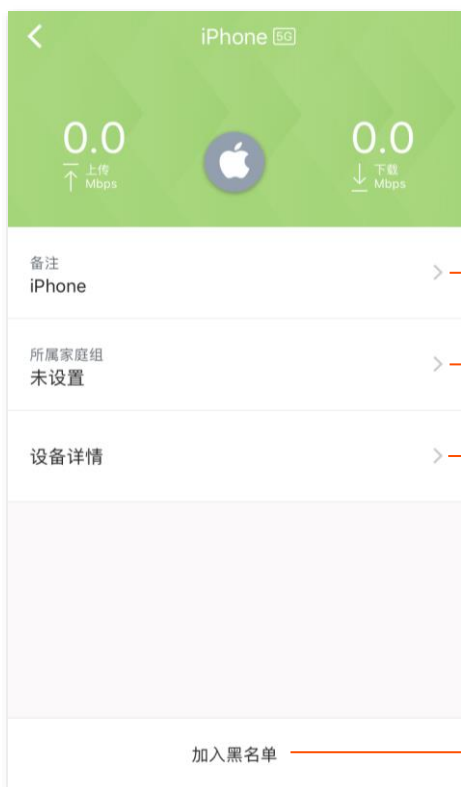 iPhone 5G
0.0
上传
Mbps
0.0
下载
Mbps
备注
iPhone
所属家庭组
未设置
设备详情
加入黑名单